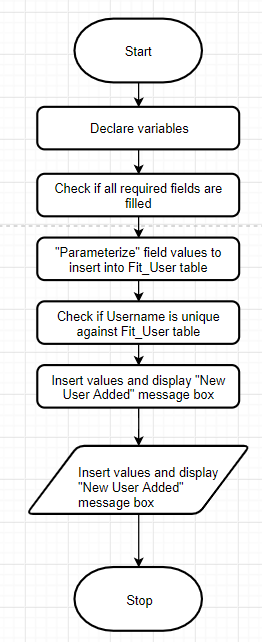 Start
Declare variables
Check if all required fields are
filled
"Parameterize" field values to
insert into Fit_User table
Check if Username is unique
against Fit_User table
Insert values and display "New
User Added" message box
Insert values and display
"New User Added"
message box
Stop